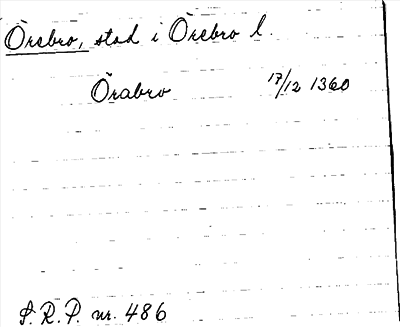 Örebro, stad i Örebro l.
Örabro 17/12 1360
S.R.P. nr. 486